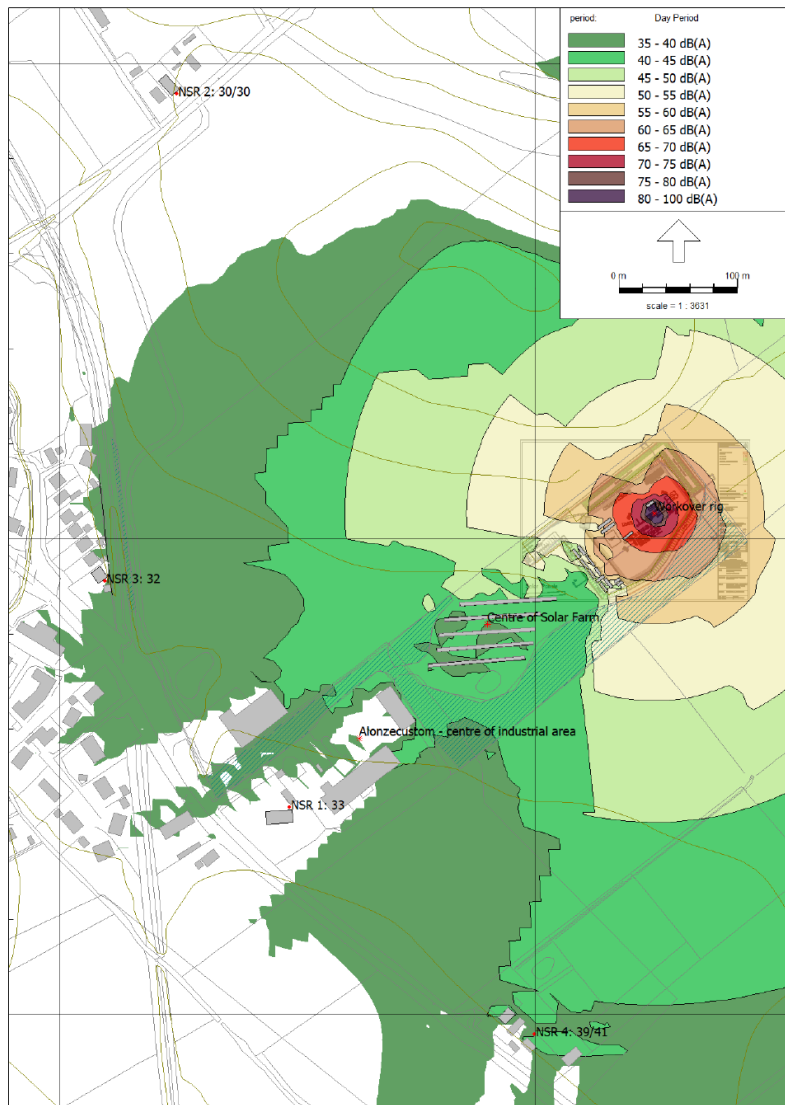 period: Day Period
35 - 40 dB(A)
40 - 45 dB(A)
45 - 50 dB(A)
50 - 55 dB(A)
55 - 60 dB(A)
60 - 65 dB(A)
65 - 70 dB(A)
70 - 75 dB(A)
75 - 80 dB(A)
80 - 100 dB(A)
0 m 100 m
scale = 1 : 3631
NSR 2: 30/30
Workover rig
NSR 3: 32
Centre of Solar Farm
Alonzecustom - centre of industrial area
NSR 1: 33
NSR 4: 39/41